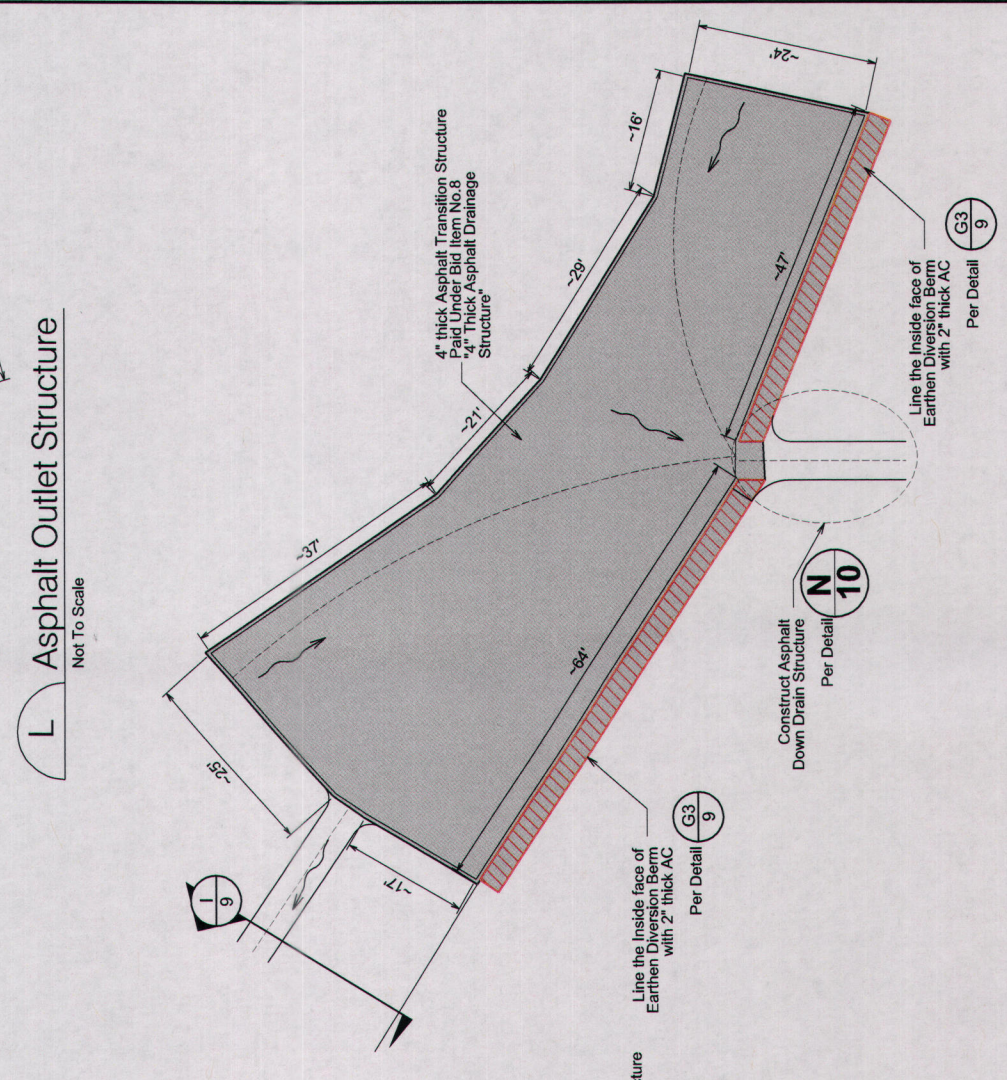 L
Asphalt Outlet Structure
Not To Scale
4" thick Asphalt Transition Structure
Paid Under Bid Item No.8
"4" Thick Asphalt Drainage
Structure"
~24'
~16'
~29'
~21'
~37'
~25'
~17'
~64'
~47'
I
9
Line the Inside face of
Earthen Diversion Berm
with 2" thick AC
Per Detail
G3
9
Construct Asphalt
Down Drain Structure
Per Detail
N
10
Line the Inside face of
Earthen Diversion Berm
with 2" thick AC
Per Detail
G3
9